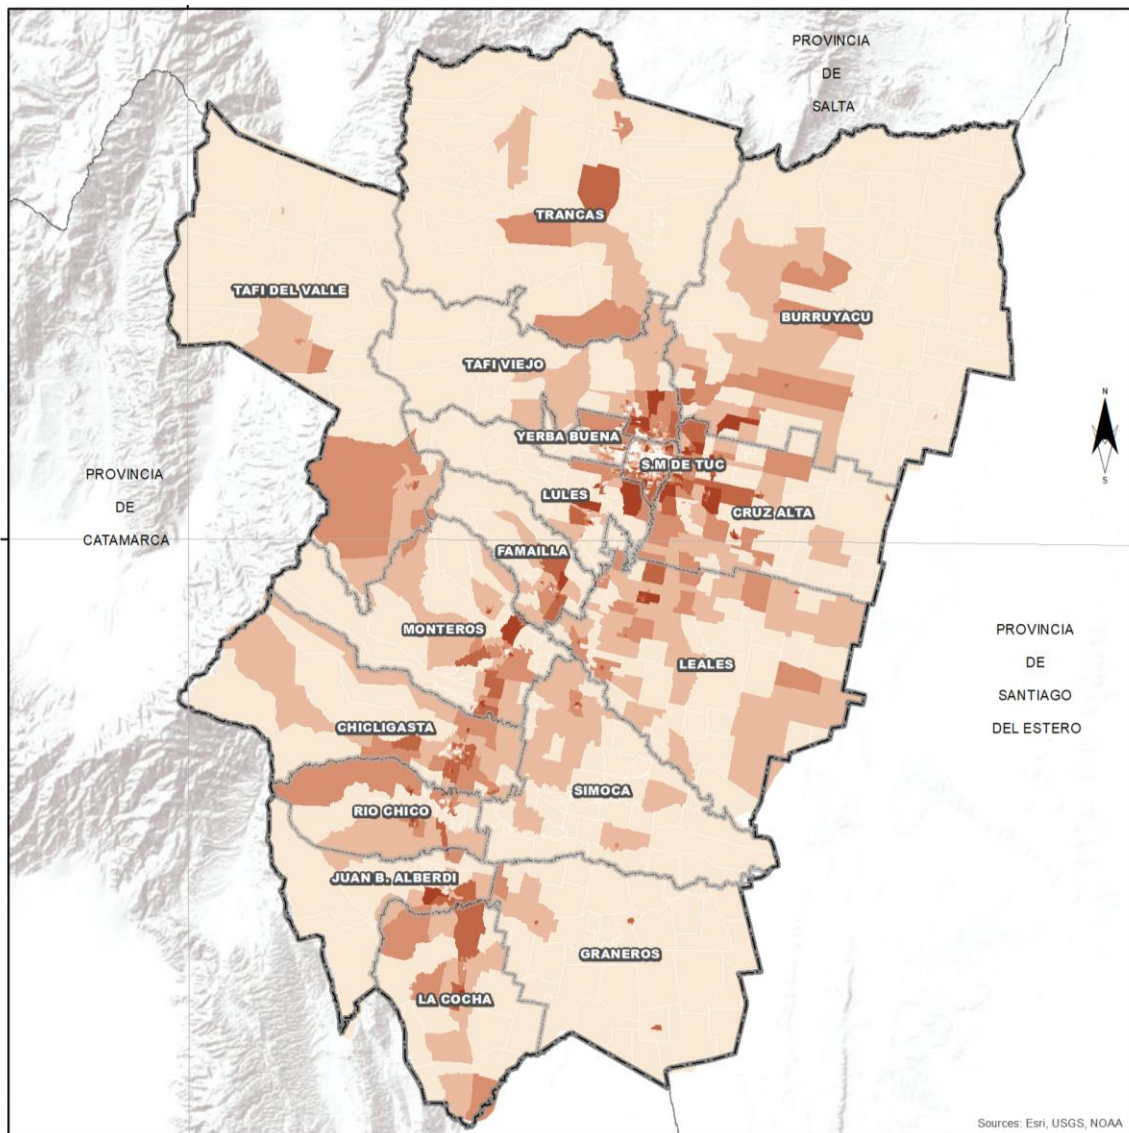 PROVINCIA
DE
SALTA
TRANCAS
TAFI DEL VALLE
BURRUYACU
TAFI VIEJO
YERBA BUENA
S.M DE TUC
LULES
CRUZ ALTA
FAMAILLA
PROVINCIA
DE
CATAMARCA
N
S
MONTEROS
LEALES
PROVINCIA
DE
SANTIAGO
DEL ESTERO
CHICLIGASTA
SIMOCA
RIO CHICO
JUAN B. ALBERDI
GRANEROS
LA COCHA
Sources: Esri, USGS, NOAA